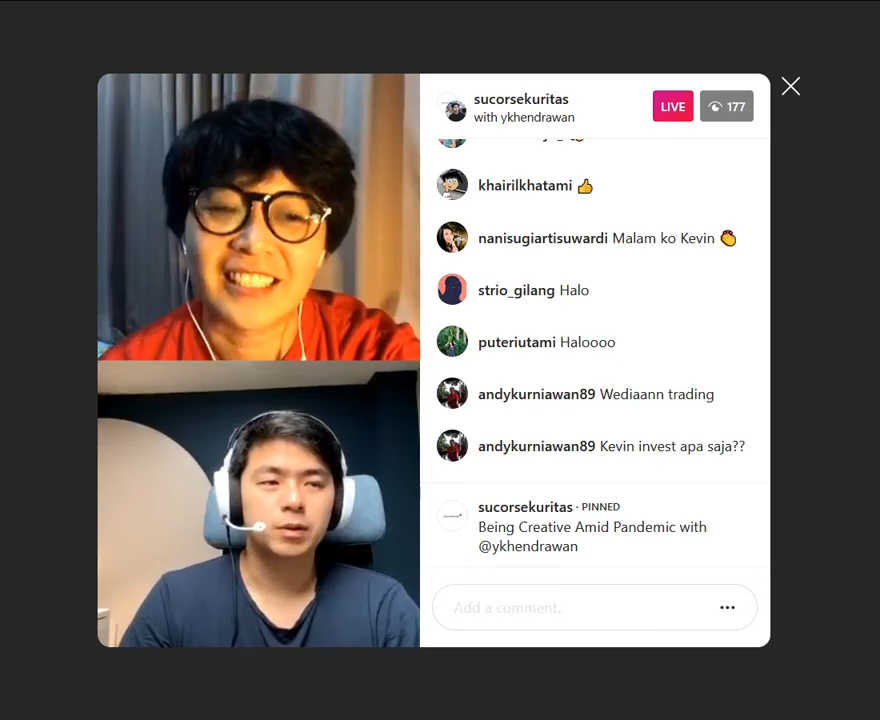 sucorsekuritas
with ykhendrawan
LIVE
177
khairilkhatami 👍
nanisugiartisuwardi Malam ko Kevin 👏
strio_gilang Halo
puteriutami Haloooo
andykurniawan89 Wediaann trading
andykurniawan89 Kevin invest apa saja??
sucorsekuritas · PINNED
Being Creative Amid Pandemic with
@ykhendrawan
Add a comment..